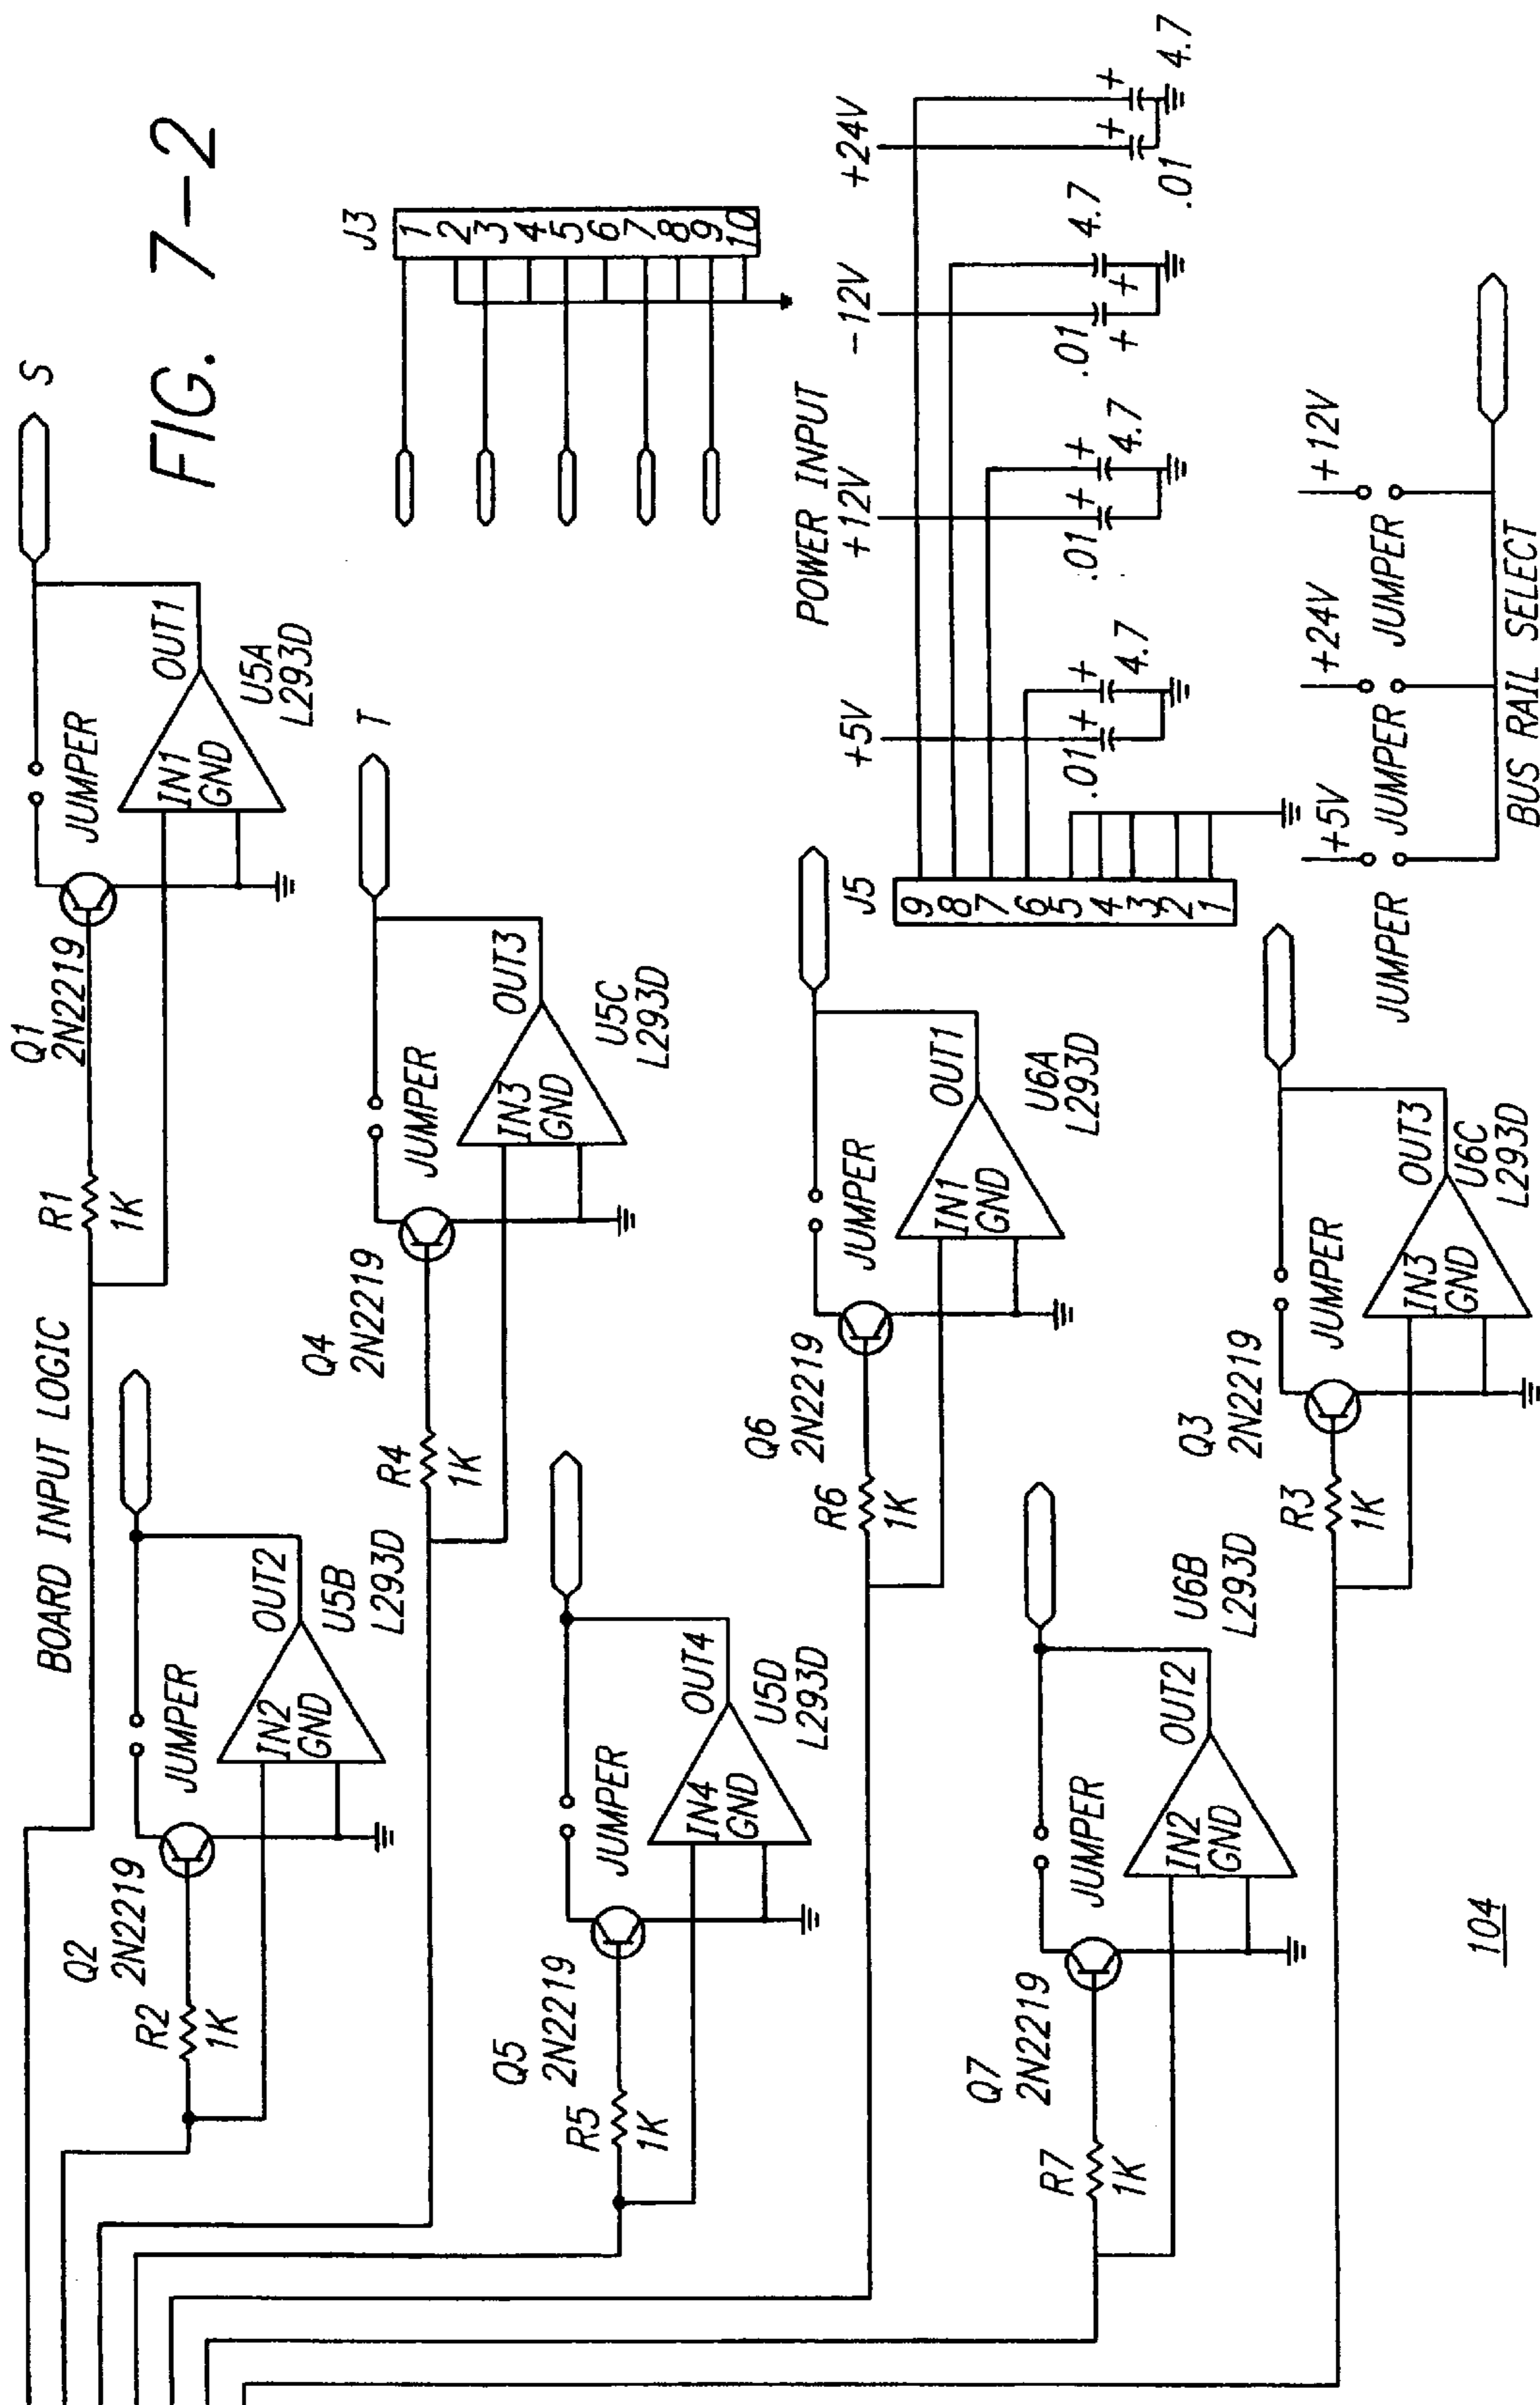 FIG. 7-2
BOARD INPUT LOGIC
Q1
2N2219
R1
1K
JUMPER
IN1
GND
OUT1
U5A
L293D
S
Q2
2N2219
R2
1K
JUMPER
IN2
GND
OUT2
U5B
L293D
Q4
2N2219
R4
1K
JUMPER
IN3
GND
OUT3
U5C
L293D
T
Q5
2N2219
R5
1K
JUMPER
IN4
GND
OUT4
U5D
L293D
Q6
2N2219
R6
1K
JUMPER
IN1
GND
OUT1
U6A
L293D
Q7
2N2219
R7
1K
JUMPER
IN2
GND
OUT2
U6B
L293D
Q3
2N2219
R3
1K
JUMPER
IN3
GND
OUT3
U6C
L293D
J3
1
2
3
4
5
6
7
8
9
10
POWER INPUT
+5V
+12V
-12V
+24V
J5
9
8
7
6
5
4
3
2
1
.01 + + 4.7
.01 + + 4.7
.01 + + 4.7
.01 + + 4.7
+5V
+24V
+12V
JUMPER
JUMPER
JUMPER
BUS RAIL SELECT
104